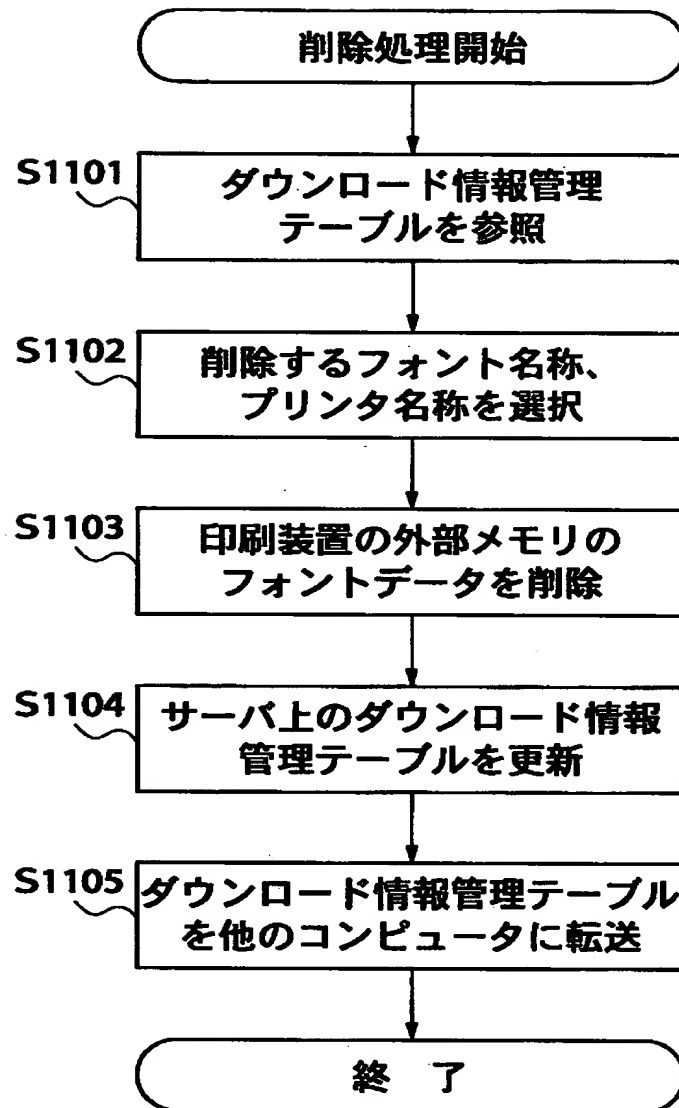 削除処理開始
S1101
ダウンロード情報管理
テーブルを参照
S1102
削除するフォント名称、
プリンタ名称を選択
S1103
印刷装置の外部メモリの
フォントデータを削除
S1104
サーバ上のダウンロード情報
管理テーブルを更新
S1105
ダウンロード情報管理テーブル
を他のコンピュータに転送
終 了